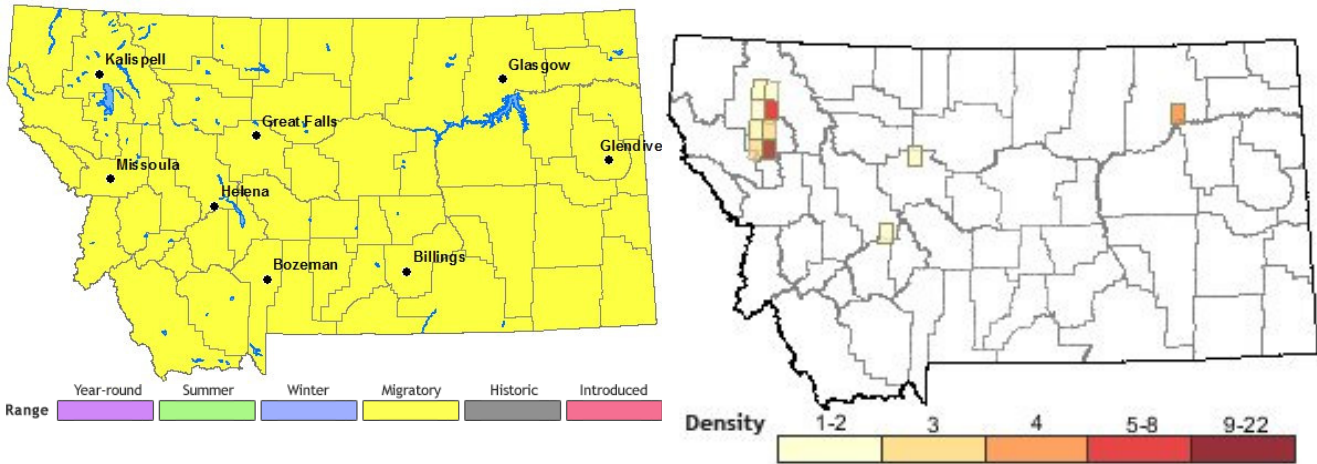 Kalispell
Glasgow
Great Falls
Glendive
Missoula
Helena
Bozeman
Billings
Year-round Summer Winter Migratory Historic Introduced
Range
Density 1-2 3 4 5-8 9-22